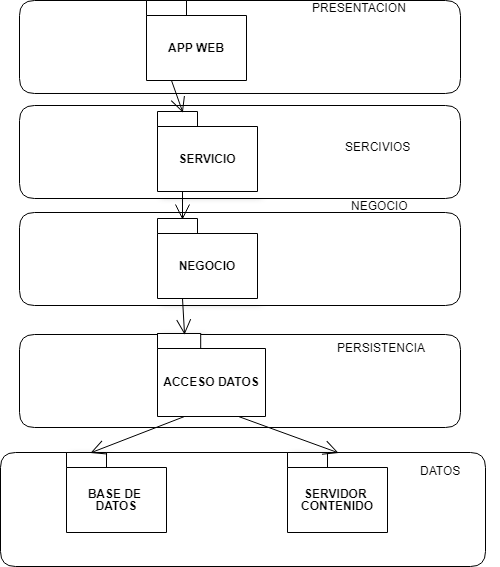 PRESENTACION
APP WEB
SERVICIO
SERCIVIOS
NEGOCIO
NEGOCIO
PERSISTENCIA
ACCESO DATOS
DATOS
BASE DE
DATOS
SERVIDOR
CONTENIDO